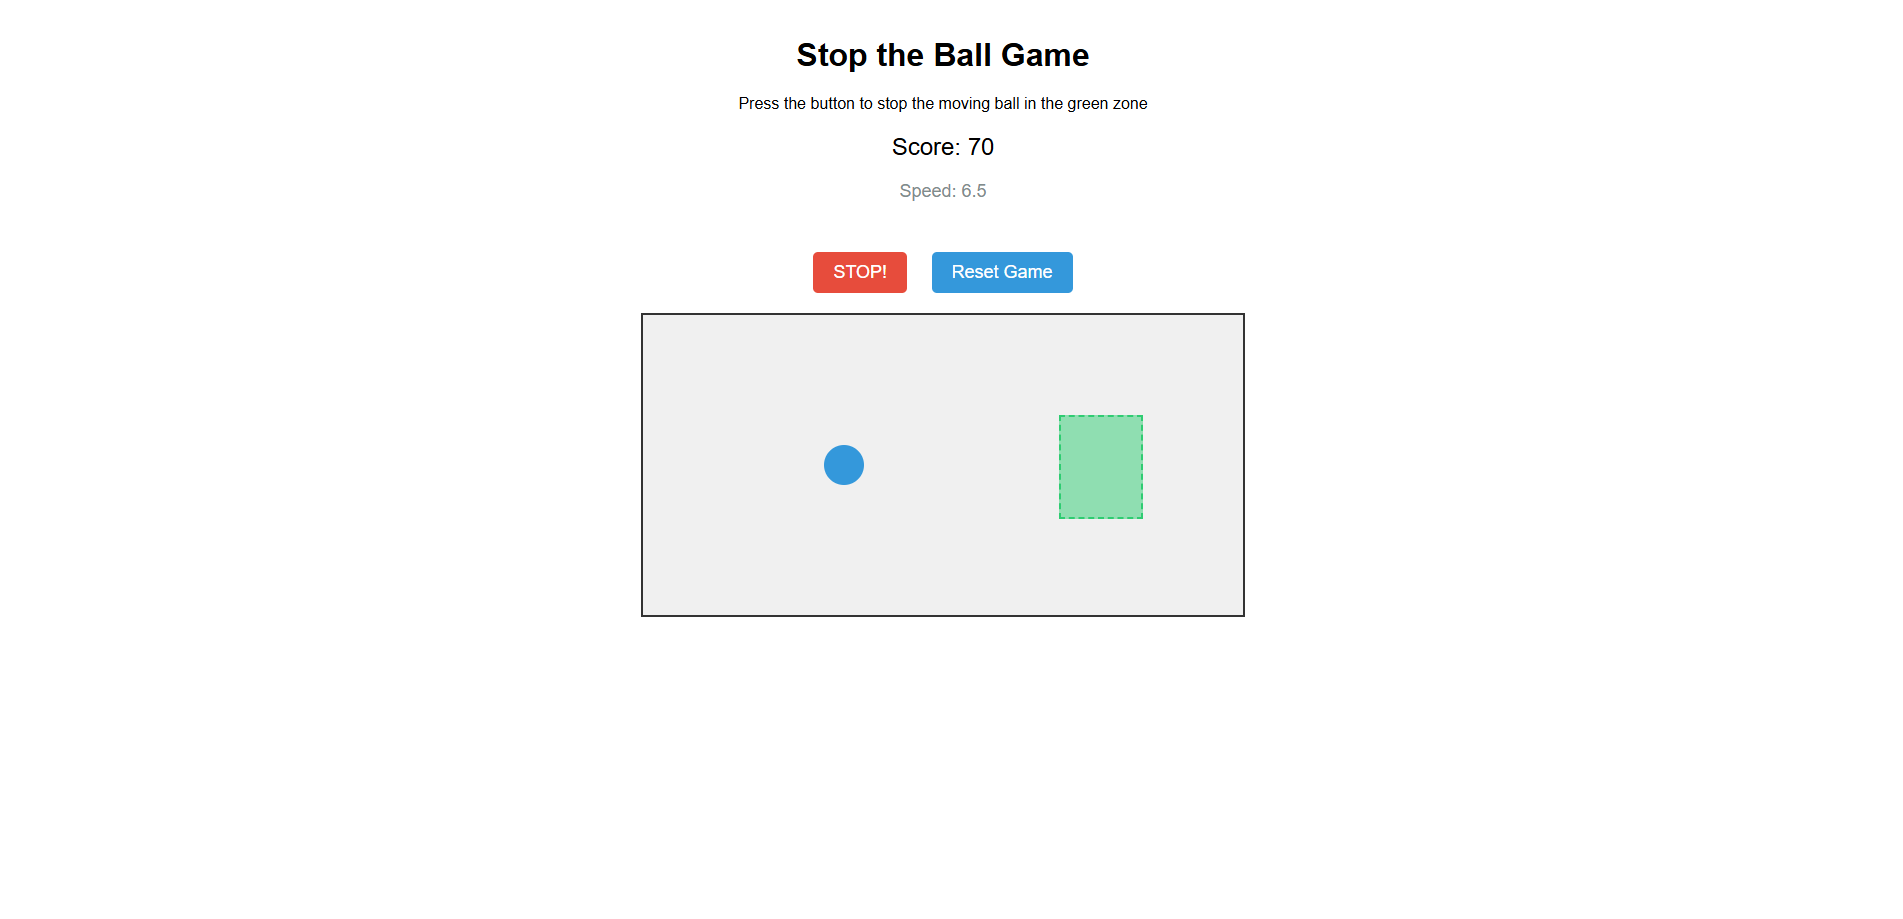 Stop the Ball Game
Press the button to stop the moving ball in the green zone
Score: 70
Speed: 6.5
STOP! Reset Game